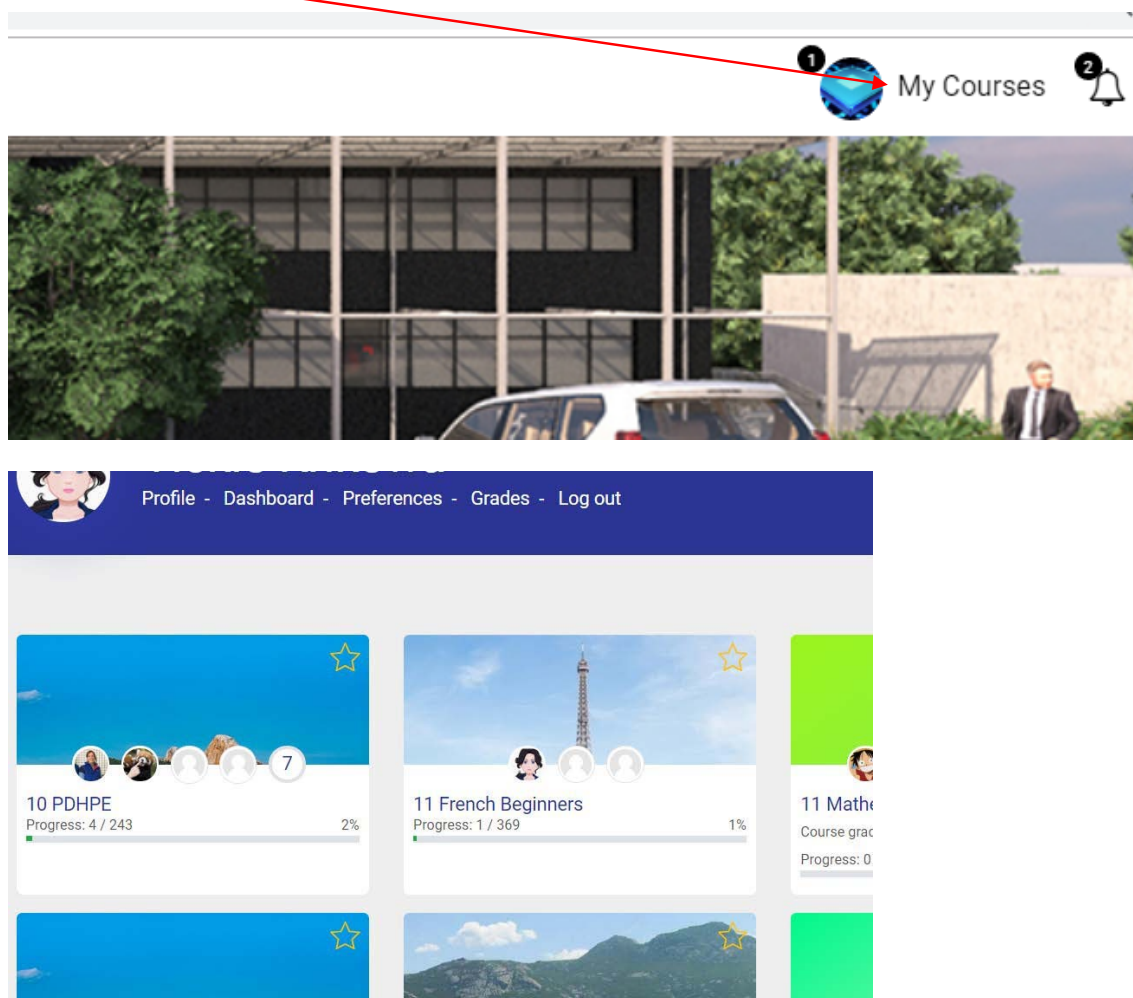 1
My Courses
2
Profile - Dashboard - Preferences - Grades - Log out
7
10 PDHPE
Progress: 4 / 243
2%
11 French Beginners
Progress: 1 / 369
1%
11 Mathe
Course grad
Progress: 0